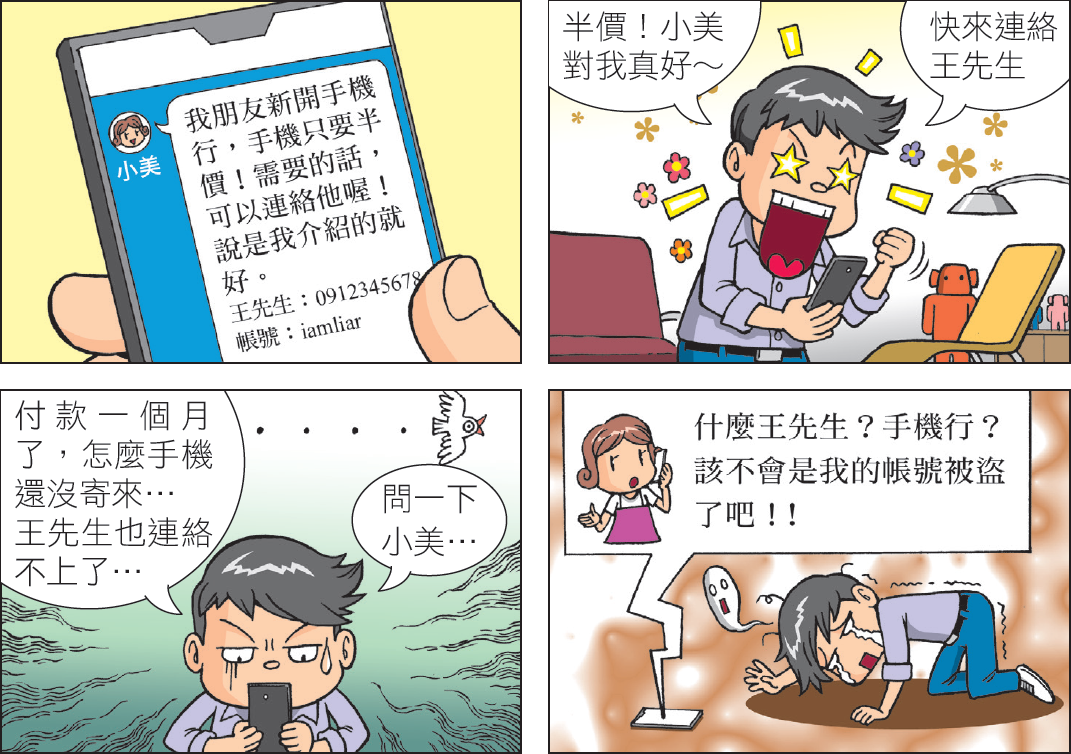 小美
我朋友新開手機
行，手機只要半
價！需要的話，
可以連絡他喔！
說是我介紹的就
好。
王先生：0912345678
帳號：iamliar
半價！小美
對我真好～
快來連絡
王先生
付款一個月
了，怎麼手機
還沒寄來…
王先生也連絡
不上了…
問一下
小美…
什麼王先生？手機行？
該不會是我的帳號被盜
了吧！！